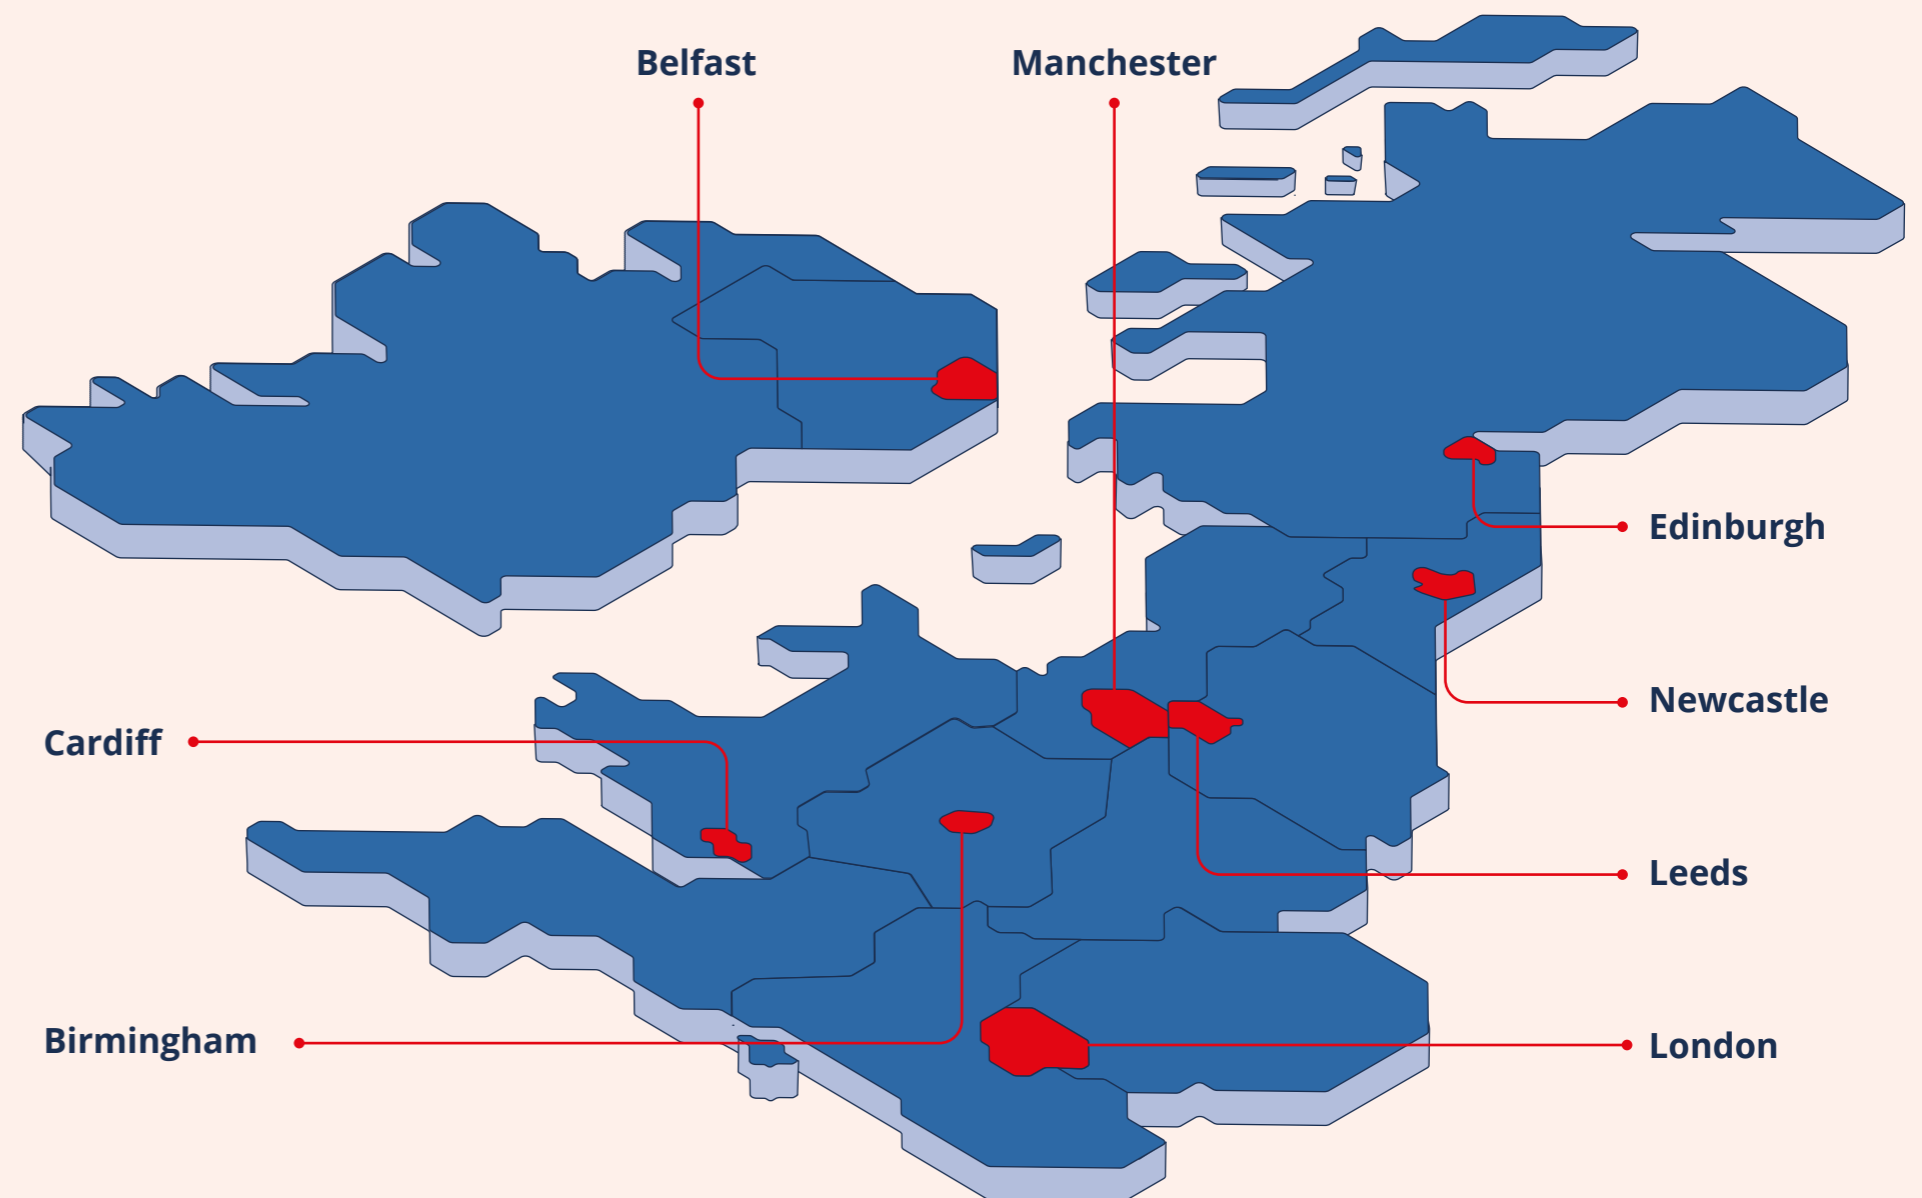 Belfast
Manchester
Edinburgh
Newcastle
Cardiff
Leeds
Birmingham
London